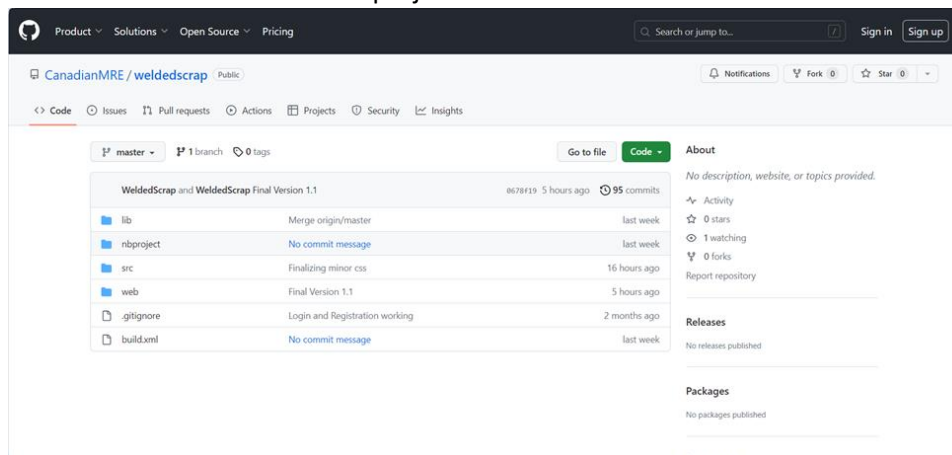 Product Solutions Open Source Pricing Search or jump to... / Sign in Sign up
CanadianMRE / weldedscrap Public Notifications Fork 0 Star 0
Code Issues Pull requests Actions Projects Security Insights
master 1 branch 0 tags Go to file Code About
No description, website, or topics provided.
WeldedScrap and WeldedScrap Final Version 1.1 0678f19 5 hours ago 95 commits
Activity
lib Merge origin/master last week
0 stars
nbproject No commit message last week
1 watching
src Finalizing minor css 16 hours ago
0 forks
Report repository
web Final Version 1.1 5 hours ago
.gitignore Login and Registration working 2 months ago
Releases
build.xml No commit message last week
No releases published
Packages
No packages published